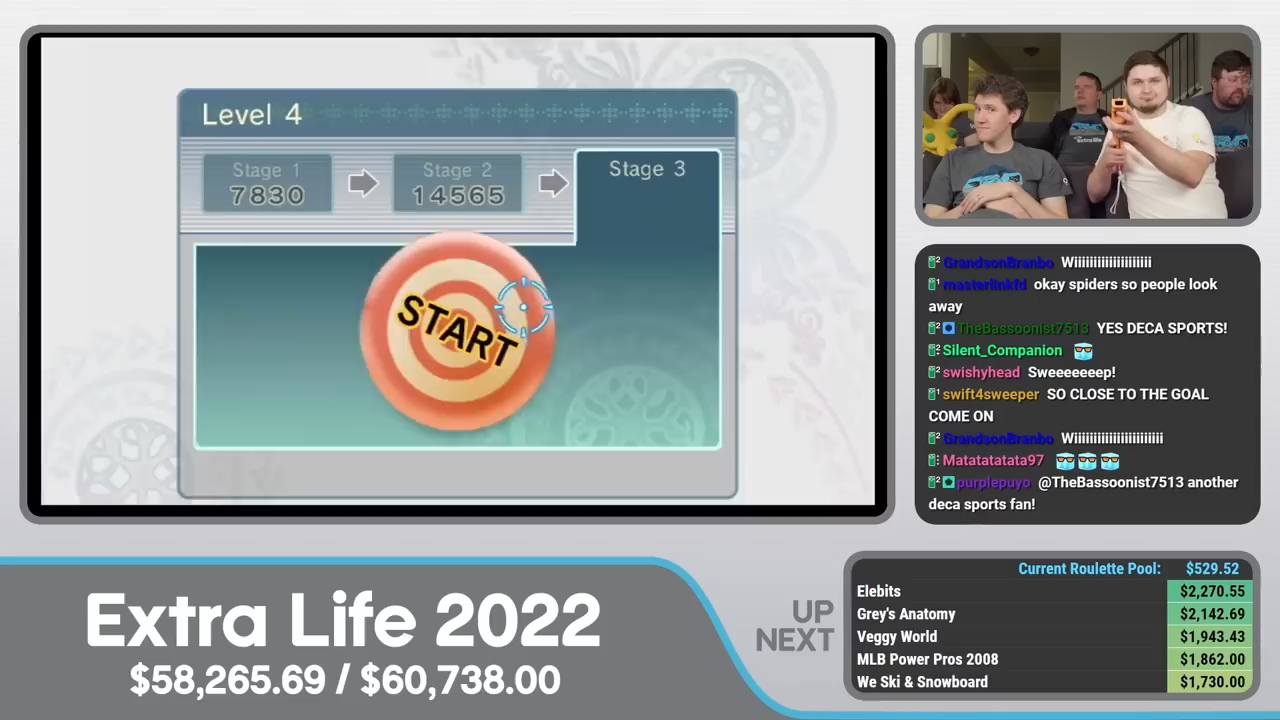 Level 4
Stage 1
7830
Stage 2
14565
Stage 3
START
GrandsonBranbo Wiiiiiiiiiiiiiiiiiii
masterlinkfd okay spiders so people look
away
TheBassoonist7513 YES DECA SPORTS!
Silent_Companion
swishyhead Sweeeeeeep!
swift4sweeper SO CLOSE TO THE GOAL
COME ON
GrandsonBranbo Wiiiiiiiiiiiiiiiiiiiiii
Matatatatata97
purplepuyo @TheBassoonist7513 another
deca sports fan!
Extra Life 2022
$58,265.69 / $60,738.00
UP
NEXT
Current Roulette Pool: $529.52
Elebits $2,270.55
Grey's Anatomy $2,142.69
Veggy World $1,943.43
MLB Power Pros 2008 $1,862.00
We Ski & Snowboard $1,730.00